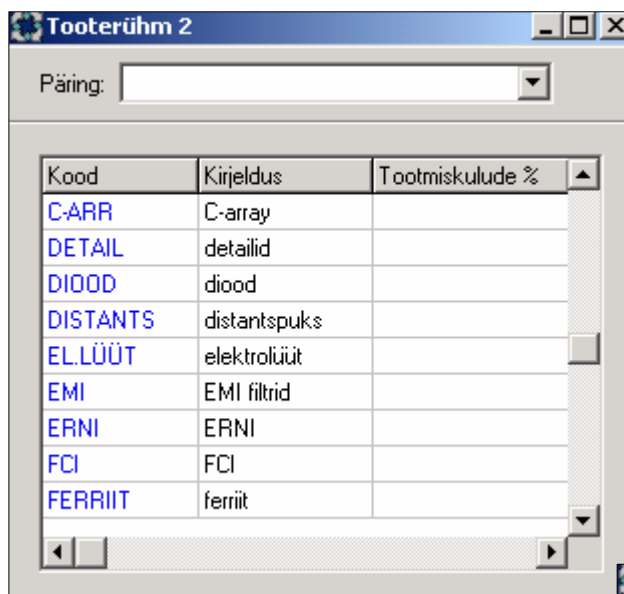 Tooterühm 2
Päring:
Kood Kirjeldus Tootmiskulude %
C-ARR C-array
DETAIL detailid
DIOOD diood
DISTANTS distantspuks
EL.LÜÜT elektrolüüt
EMI EMI filtrid
ERNI ERNI
FCI FCI
FERRIIT ferriit